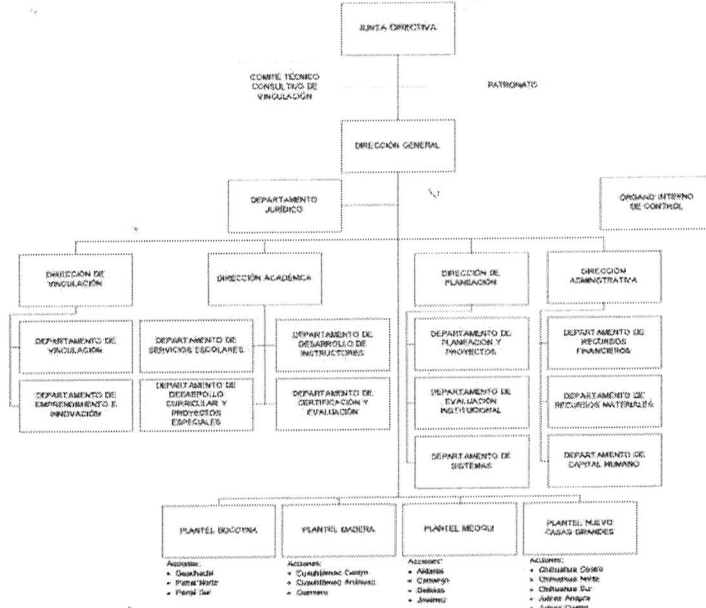 JUNTA DIRECTIVA
COMITÉ TÉCNICO
CONSULTIVO DE
VINCULACIÓN
PATRONATO
DIRECCIÓN GENERAL
DEPARTAMENTO
JURÍDICO
ÓRGANO INTERNO
DE CONTROL
DIRECCIÓN DE
VINCULACIÓN
DIRECCIÓN ACADÉMICA
DIRECCIÓN DE
PLANEACIÓN
DIRECCIÓN
ADMINISTRATIVA
DEPARTAMENTO DE
VINCULACIÓN
DEPARTAMENTO DE
SERVICIOS ESCOLARES
DEPARTAMENTO DE
DESARROLLO DE
INSTRUCTORES
DEPARTAMENTO DE
PLANEACIÓN Y
PROYECTOS
DEPARTAMENTO DE
RECURSOS
FINANCIEROS
DEPARTAMENTO DE
EMPRENDIMIENTO E
INNOVACIÓN
DEPARTAMENTO DE
DESARROLLO
CURRICULAR Y
PROYECTOS
ESPECIALES
DEPARTAMENTO DE
CERTIFICACIÓN Y
EVALUACIÓN
DEPARTAMENTO DE
EVALUACIÓN
INSTITUCIONAL
DEPARTAMENTO DE
RECURSOS MATERIALES
DEPARTAMENTO DE
SISTEMAS
DEPARTAMENTO DE
CAPITAL HUMANO
PLANTEL BOCOYNA
PLANTEL MADERA
PLANTEL MEOQUI
PLANTEL NUEVO
CASAS GRANDES
Acciones:
• Guachochi
• Parral Norte
• Parral Sur
Acciones:
• Cuauhtémoc Centro
• Cuauhtémoc
• Guerrero
Acciones:
• Aldama
• Camargo
• Delicias
• Jiménez
Acciones:
• Chihuahua Centro
• Chihuahua Norte
• Chihuahua Sur
• Juárez Anapra